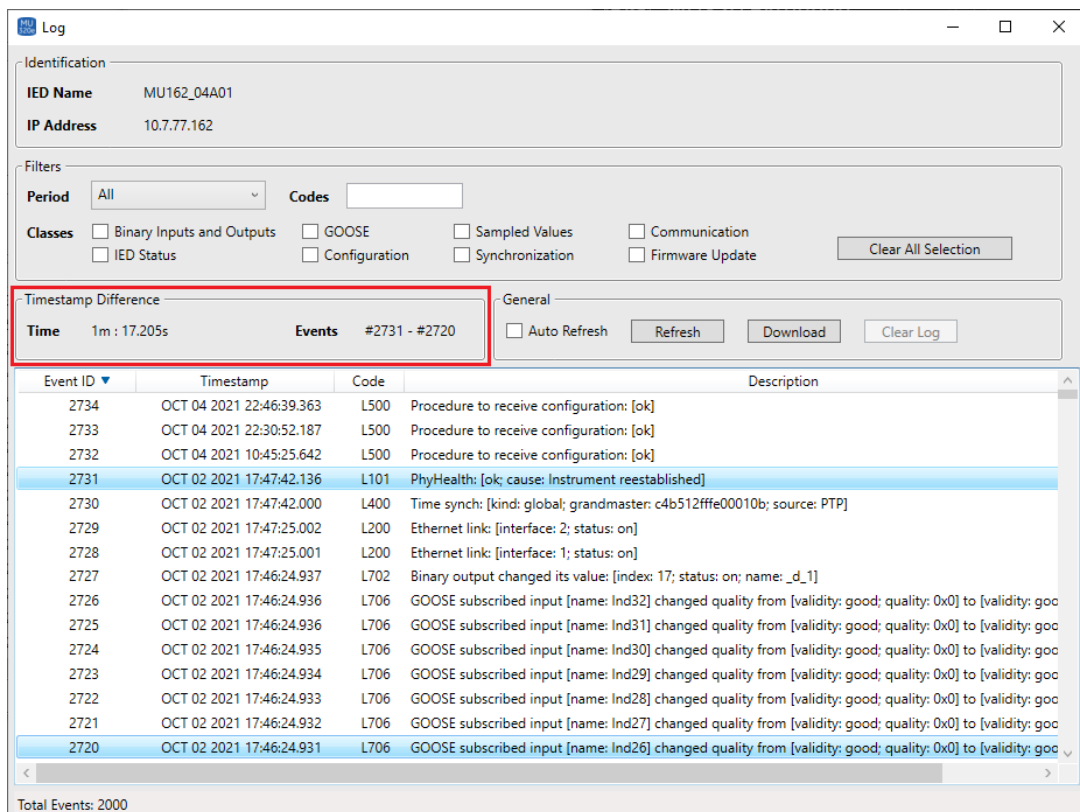 MU 320e Log
Identification
IED Name MU162_04A01
IP Address 10.7.77.162
Filters
Period All Codes
Classes Binary Inputs and Outputs GOOSE Sampled Values Communication
IED Status Configuration Synchronization Firmware Update Clear All Selection
Timestamp Difference General
Time 1m : 17.205s Events #2731 - #2720 Auto Refresh Refresh Download Clear Log
Event ID Timestamp Code Description
2734 OCT 04 2021 22:46:39.363 L500 Procedure to receive configuration: [ok]
2733 OCT 04 2021 22:30:52.187 L500 Procedure to receive configuration: [ok]
2732 OCT 04 2021 10:45:25.642 L500 Procedure to receive configuration: [ok]
2731 OCT 02 2021 17:47:42.136 L101 PhyHealth: [ok; cause: Instrument reestablished]
2730 OCT 02 2021 17:47:42.000 L400 Time synch: [kind: global; grandmaster: c4b512fffe00010b; source: PTP]
2729 OCT 02 2021 17:47:25.002 L200 Ethernet link: [interface: 2; status: on]
2728 OCT 02 2021 17:47:25.001 L200 Ethernet link: [interface: 1; status: on]
2727 OCT 02 2021 17:46:24.937 L702 Binary output changed its value: [index: 17; status: on; name: _d_1]
2726 OCT 02 2021 17:46:24.936 L706 GOOSE subscribed input [name: Ind32] changed quality from [validity: good; quality: 0x0] to [validity: goo
2725 OCT 02 2021 17:46:24.936 L706 GOOSE subscribed input [name: Ind31] changed quality from [validity: good; quality: 0x0] to [validity: goo
2724 OCT 02 2021 17:46:24.935 L706 GOOSE subscribed input [name: Ind30] changed quality from [validity: good; quality: 0x0] to [validity: goo
2723 OCT 02 2021 17:46:24.934 L706 GOOSE subscribed input [name: Ind29] changed quality from [validity: good; quality: 0x0] to [validity: goo
2722 OCT 02 2021 17:46:24.933 L706 GOOSE subscribed input [name: Ind28] changed quality from [validity: good; quality: 0x0] to [validity: goo
2721 OCT 02 2021 17:46:24.932 L706 GOOSE subscribed input [name: Ind27] changed quality from [validity: good; quality: 0x0] to [validity: goo
2720 OCT 02 2021 17:46:24.931 L706 GOOSE subscribed input [name: Ind26] changed quality from [validity: good; quality: 0x0] to [validity: goo
Total Events: 2000